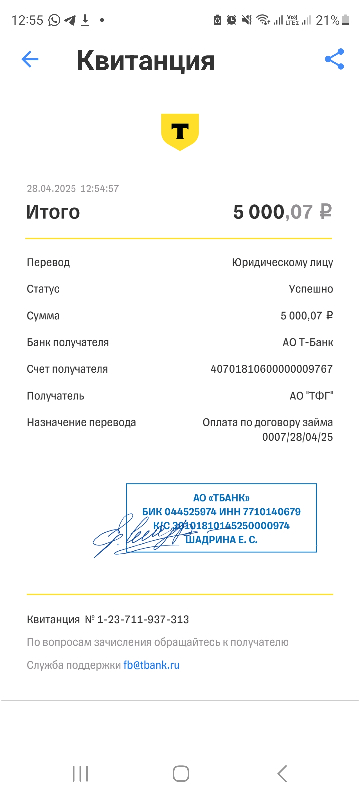 12:55
21%
Квитанция
Т
28.04.2025 12:54:57
Итого 5 000,07 ₽
Перевод Юридическому лицу
Статус Успешно
Сумма 5 000,07 ₽
Банк получателя АО Т-Банк
Счет получателя 40701810600000009767
Получатель АО "ТФГ"
Назначение перевода Оплата по договору займа
0007/28/04/25
АО «ТБАНК»
БИК 044525974 ИНН 7710140679
К/С 30101810145250000974
ШАДРИНА Е. С.
Квитанция № 1-23-711-937-313
По вопросам зачисления обращайтесь к получателю
Служба поддержки fb@tbank.ru